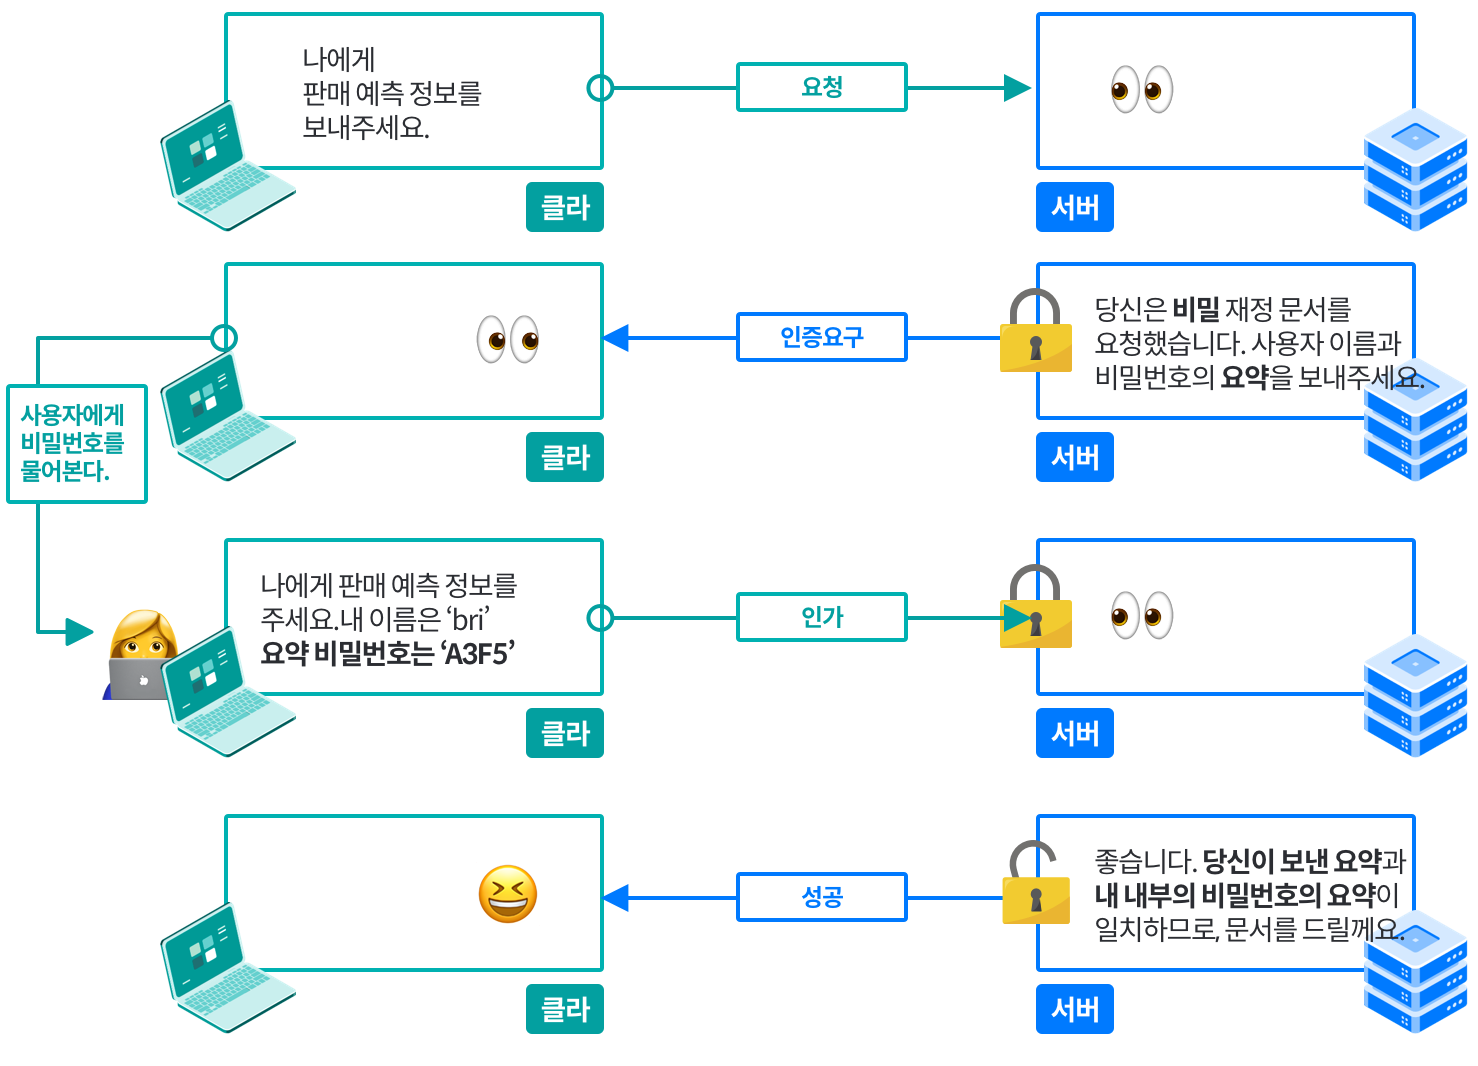 나에게
판매 예측 정보를
보내주세요.
요청
클라
서버
인증요구
당신은 비밀 재정 문서를
요청했습니다. 사용자 이름과
비밀번호의 요약을 보내주세요.
사용자에게
비밀번호를
물어본다.
클라
서버
나에게 판매 예측 정보를
주세요.내 이름은 ‘bri’
요약 비밀번호는 ‘A3F5’
인가
클라
서버
성공
좋습니다. 당신이 보낸 요약과
내 내부의 비밀번호의 요약이
일치하므로, 문서를 드릴께요.
클라
서버